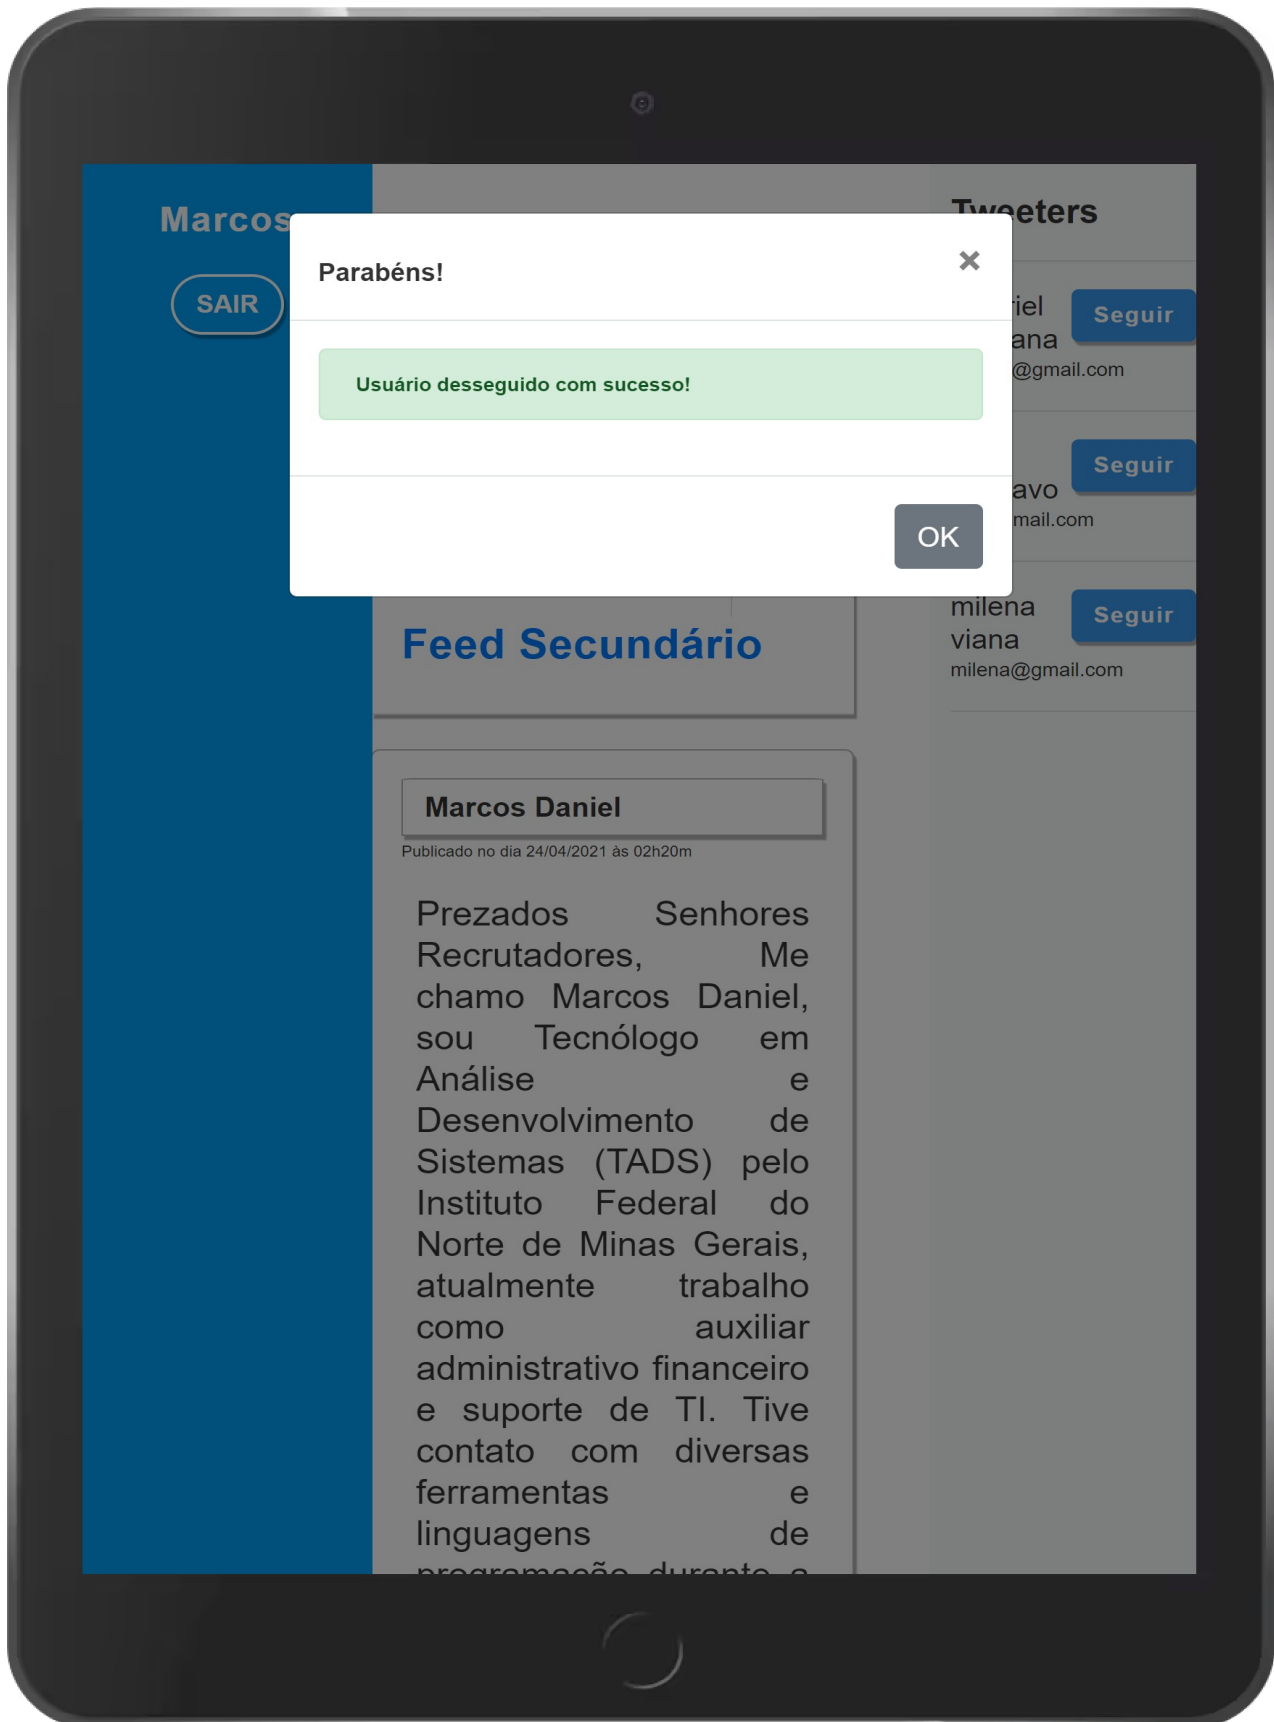 Marcos
SAIR
Parabéns!
×
Usuário desseguido com sucesso!
OK
Feed Secundário
Marcos Daniel
Publicado no dia 24/04/2021 às 02h20m
Prezados Senhores
Recrutadores, Me
chamo Marcos Daniel,
sou Tecnólogo em
Análise e
Desenvolvimento de
Sistemas (TADS) pelo
Instituto Federal do
Norte de Minas Gerais,
atualmente trabalho
como auxiliar
administrativo financeiro
e suporte de TI. Tive
contato com diversas
ferramentas e
linguagens de
programação durante a
Tweeters
iel
ana
@gmail.com
Seguir
avo
mail.com
Seguir
milena
viana
milena@gmail.com
Seguir